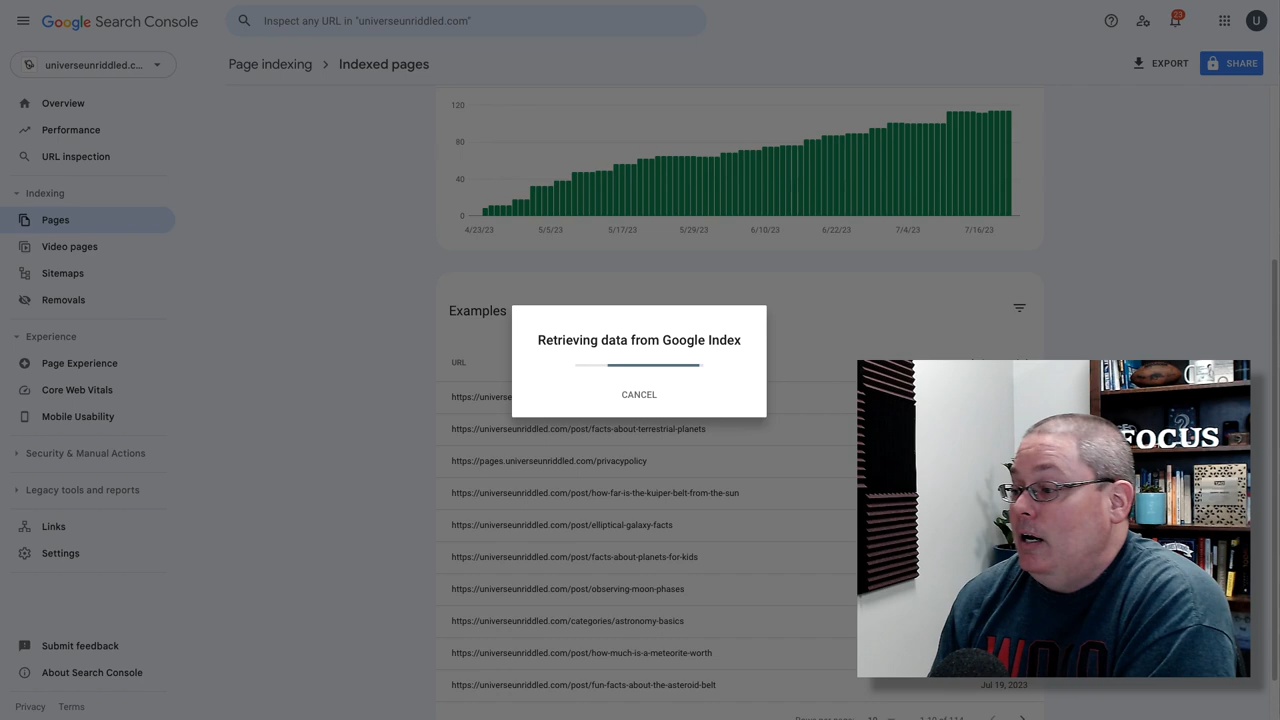 Google Search Console
Inspect any URL in "universeunriddled.com"
23
U
universeunriddled.c...
Page indexing
Indexed pages
EXPORT
SHARE
Overview
Performance
URL inspection
Indexing
Pages
Video pages
Sitemaps
Removals
Experience
Page Experience
Core Web Vitals
Mobile Usability
Security & Manual Actions
Legacy tools and reports
Links
Settings
Submit feedback
About Search Console
Privacy
Terms
120
80
40
0
4/23/23
5/5/23
5/17/23
5/29/23
6/10/23
6/22/23
7/4/23
7/16/23
Examples
URL
Retrieving data from Google Index
CANCEL
https://universe
https://universeunriddled.com/post/facts-about-terrestrial-planets
https://pages.universeunriddled.com/privacypolicy
https://universeunriddled.com/post/how-far-is-the-kuiper-belt-from-the-sun
https://universeunriddled.com/post/elliptical-galaxy-facts
https://universeunriddled.com/post/facts-about-planets-for-kids
https://universeunriddled.com/post/observing-moon-phases
https://universeunriddled.com/categories/astronomy-basics
https://universeunriddled.com/post/how-much-is-a-meteorite-worth
https://universeunriddled.com/post/fun-facts-about-the-asteroid-belt
Jul 19, 2023
FOCUS